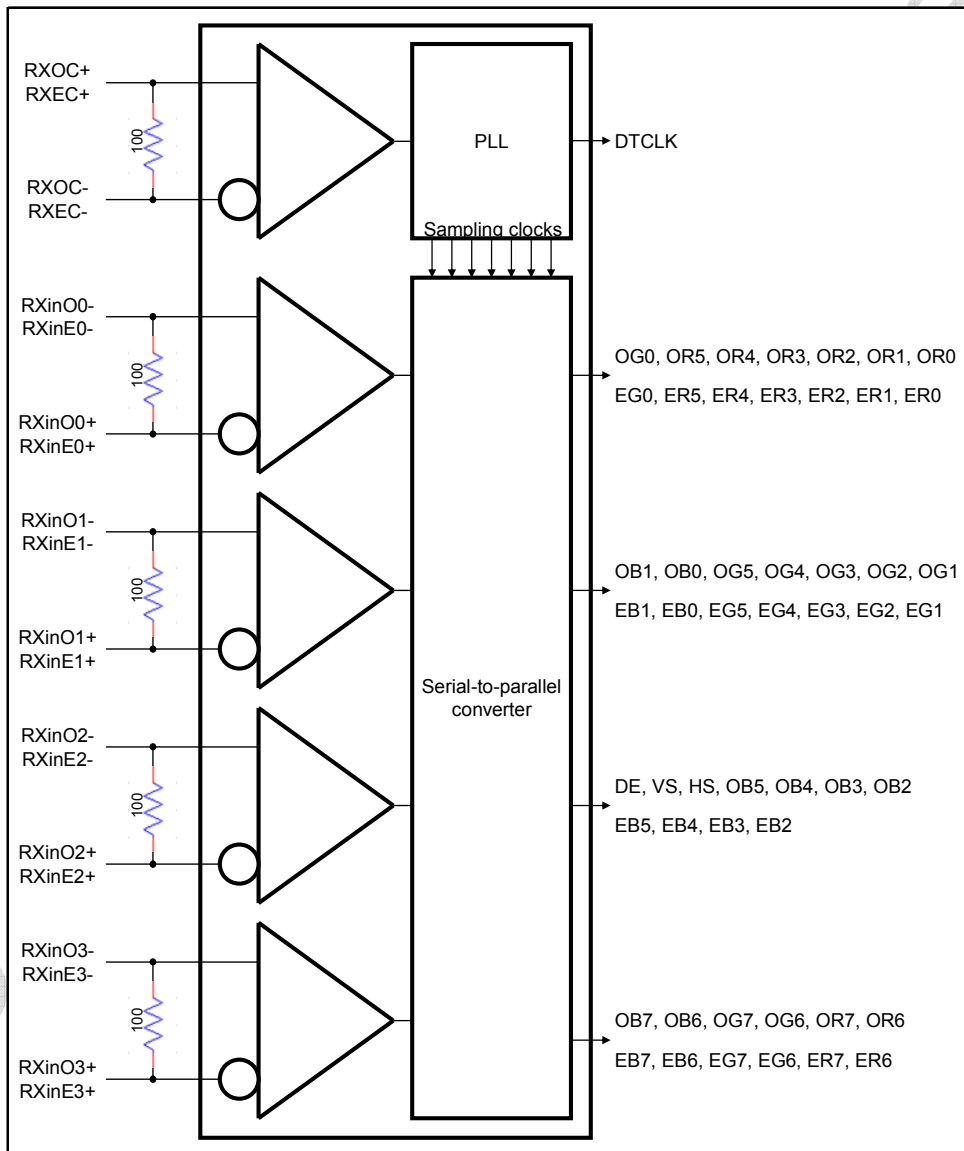 RXOC+
RXEC+
100
RXOC-
RXEC-
PLL
DTCLK
Sampling clocks
RXinO0-
RXinE0-
100
RXinO0+
RXinE0+
OG0, OR5, OR4, OR3, OR2, OR1, OR0
EG0, ER5, ER4, ER3, ER2, ER1, ER0
RXinO1-
RXinE1-
100
RXinO1+
RXinE1+
OB1, OB0, OG5, OG4, OG3, OG2, OG1
EB1, EB0, EG5, EG4, EG3, EG2, EG1
Serial-to-parallel
converter
RXinO2-
RXinE2-
100
RXinO2+
RXinE2+
DE, VS, HS, OB5, OB4, OB3, OB2
EB5, EB4, EB3, EB2
RXinO3-
RXinE3-
100
RXinO3+
RXinE3+
OB7, OB6, OG7, OG6, OR7, OR6
EB7, EB6, EG7, EG6, ER7, ER6